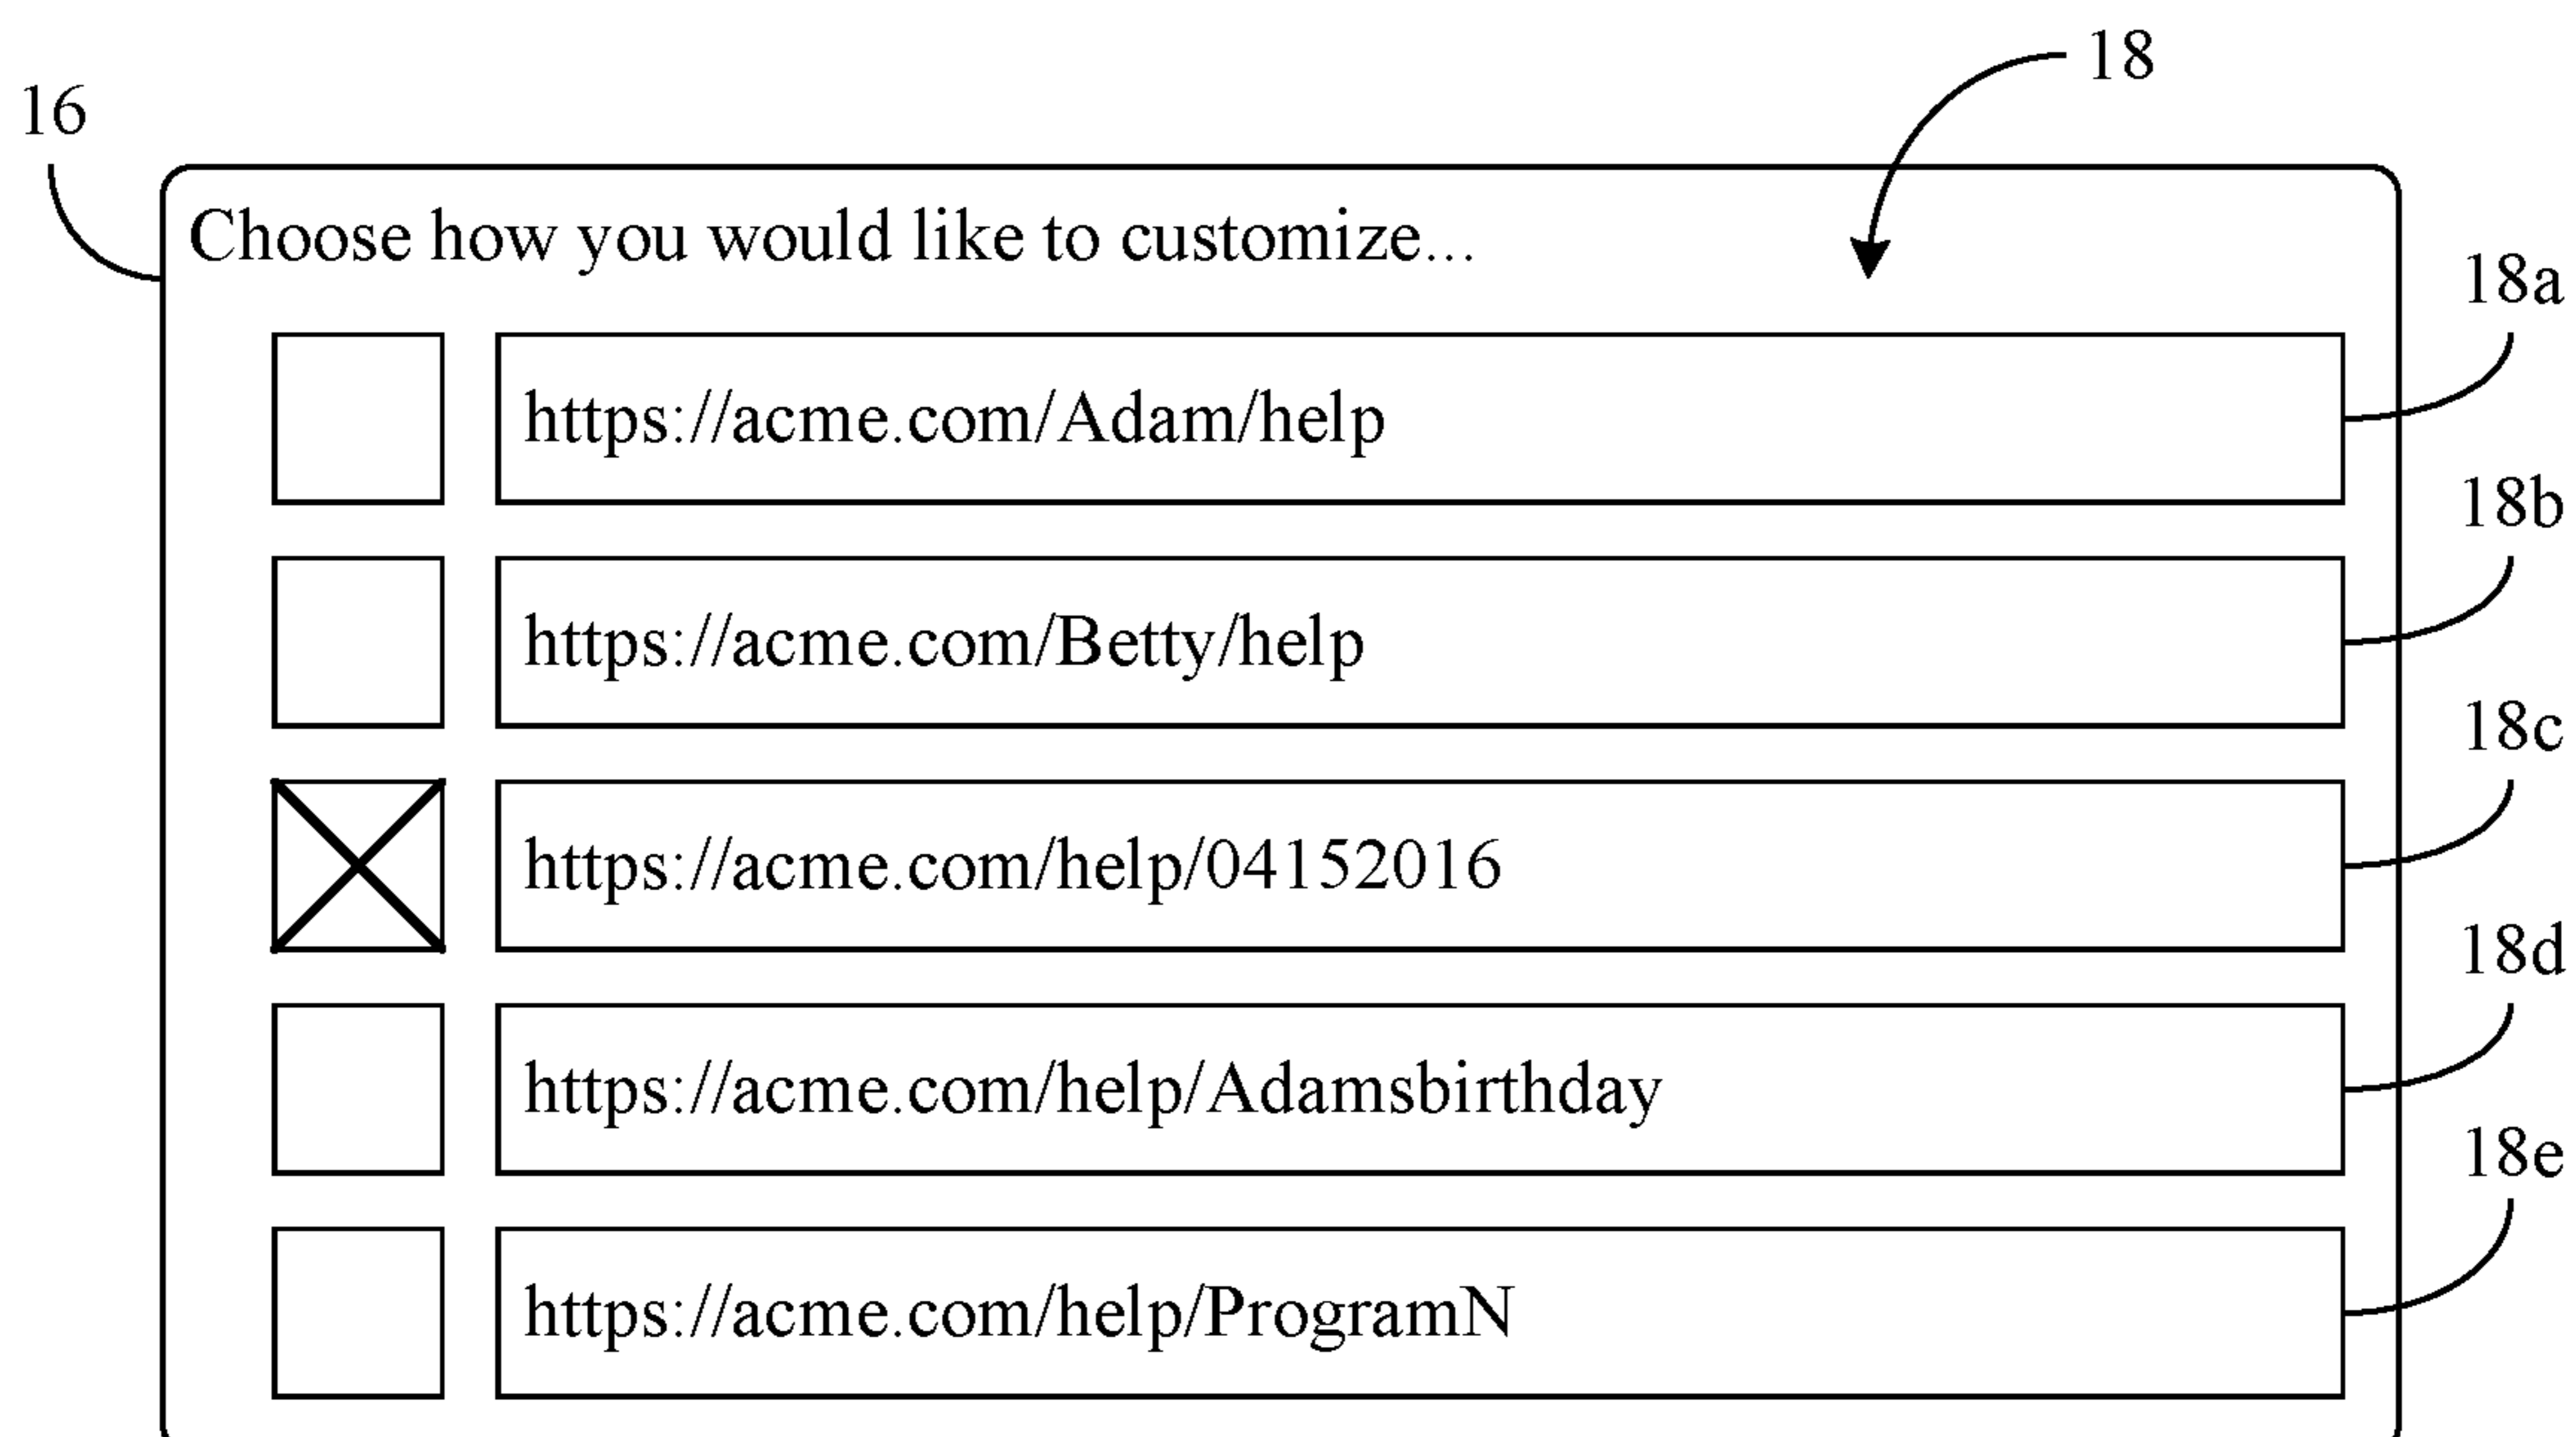 18
16
Choose how you would like to customize...
18a
https://acme.com/Adam/help
18b
https://acme.com/Betty/help
18c
https://acme.com/help/04152016
18d
https://acme.com/help/Adamsbirthday
18e
https://acme.com/help/ProgramN